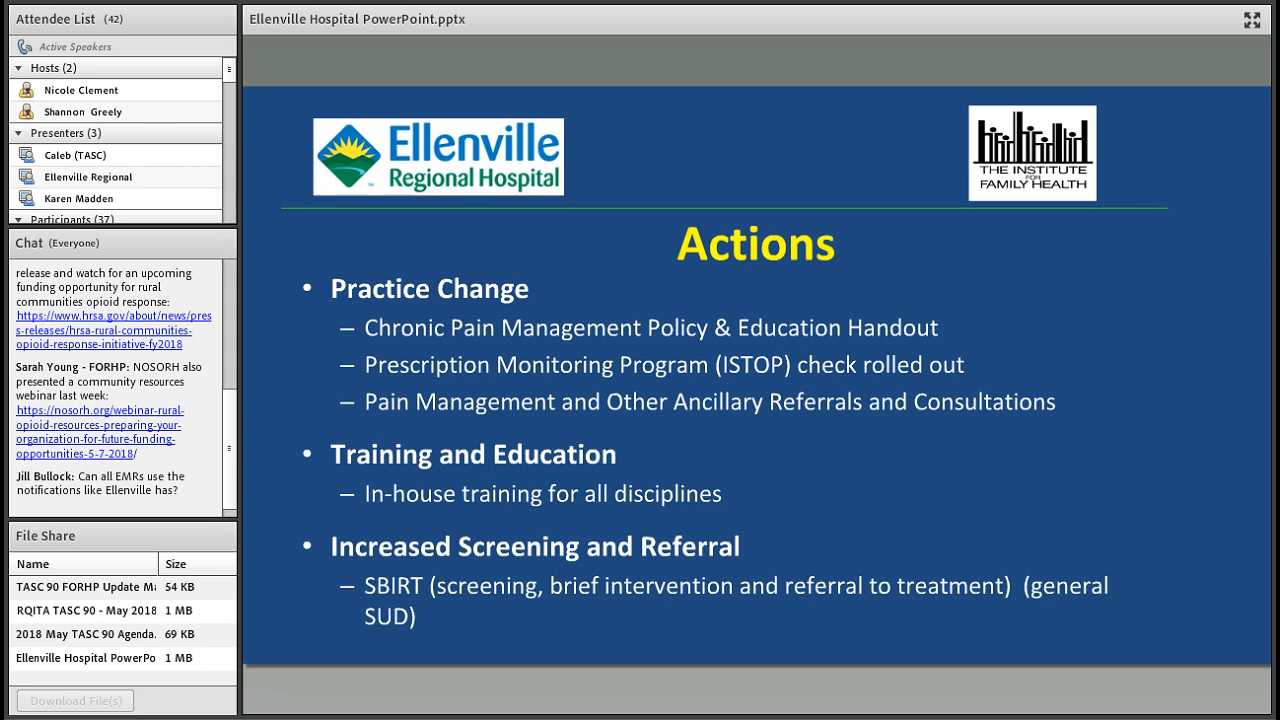 Attendee List (42)
Active Speakers
Hosts (2)
Nicole Clement
Shannon Greely
Presenters (3)
Caleb (TASC)
Ellenville Regional
Karen Madden
Participants (37)
Chat (Everyone)
release and watch for an upcoming
funding opportunity for rural
communities opioid response:
https://www.hrsa.gov/about/news/pres
s-releases/hrsa-rural-communities-
opioid-response-initiative-fy2018
Sarah Young - FORHP: NOSORH also
presented a community resources
webinar last week:
https://nosorh.org/webinar-rural-
opioid-resources-preparing-your-
organization-for-future-funding-
opportunities-5-7-2018/
Jill Bullock: Can all EMRs use the
notifications like Ellenville has?
File Share
Name Size
TASC 90 FORHP Update Ma 54 KB
RQITA TASC 90 - May 2018 1 MB
2018 May TASC 90 Agenda. 69 KB
Ellenville Hospital PowerPo 1 MB
Download File(s)
Ellenville Hospital PowerPoint.pptx
Ellenville
Regional Hospital
THE INSTITUTE
FOR
FAMILY HEALTH
Actions
• Practice Change
– Chronic Pain Management Policy & Education Handout
– Prescription Monitoring Program (ISTOP) check rolled out
– Pain Management and Other Ancillary Referrals and Consultations
• Training and Education
– In-house training for all disciplines
• Increased Screening and Referral
– SBIRT (screening, brief intervention and referral to treatment) (general
SUD)